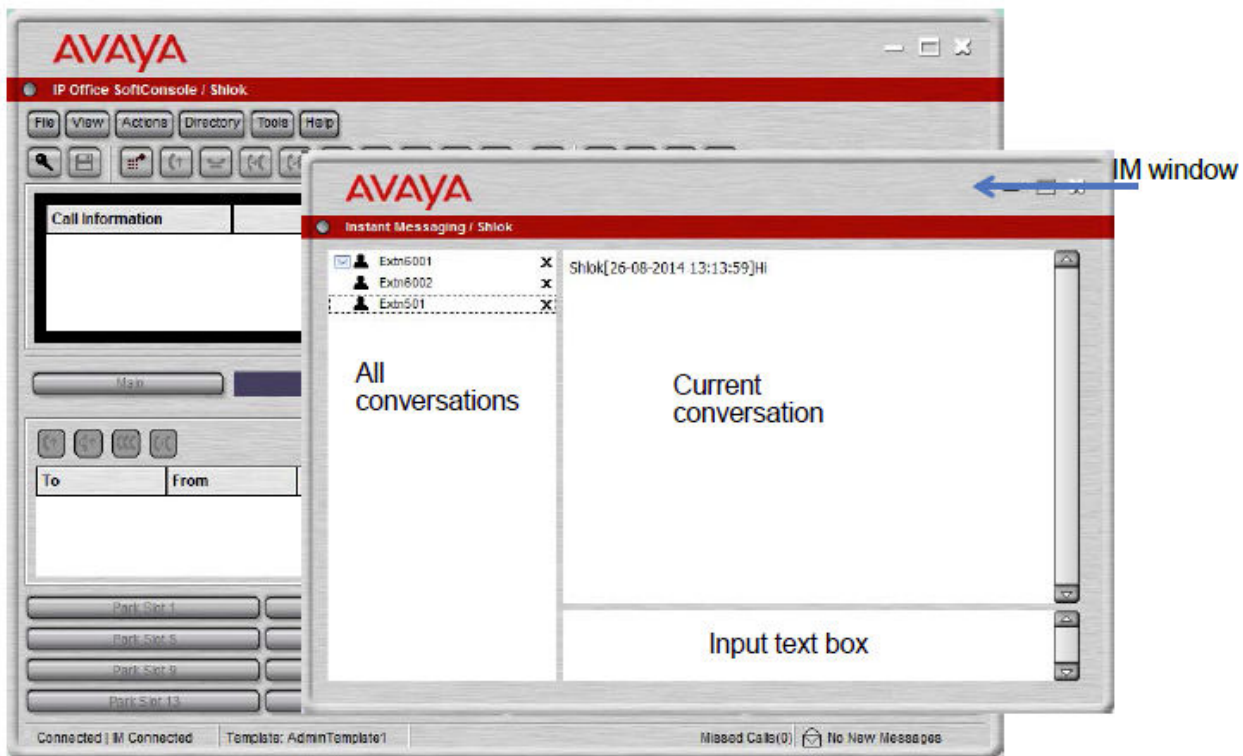 AVAYA
IP Office SoftConsole / Shlok
File View Actions Directory Tools Help
IM window
AVAYA
Instant Messaging / Shlok
Call Information
Extn6001 x
Extn6002 x
Extn501 x
Shlok[26-08-2014 13:13:59]Hi
All
conversations
Current
conversation
Main
To From
Input text box
Park Slot 1
Park Slot 5
Park Slot 9
Park Slot 13
Connected | IM Connected Template: AdminTemplate1 Missed Calls(0) No New Messages